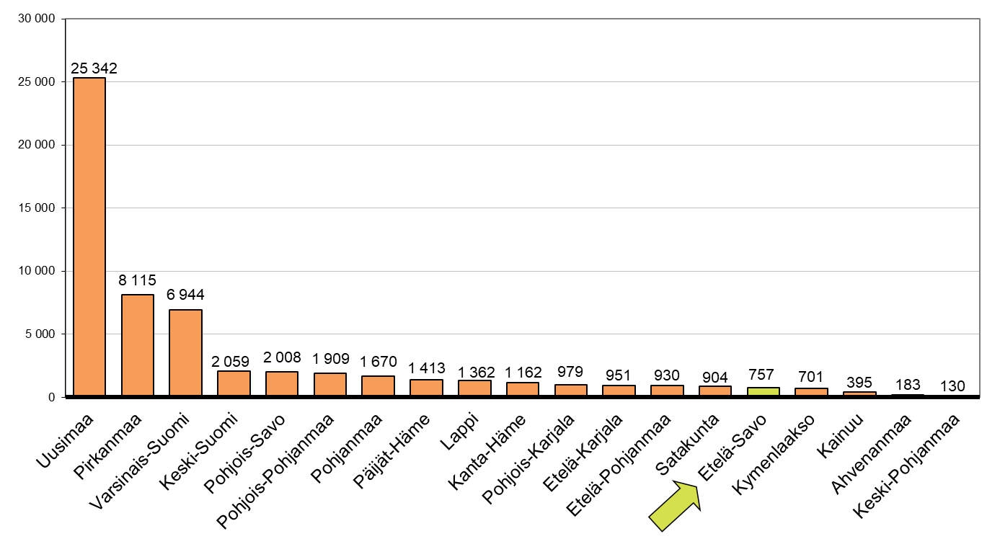 30 000
25 000
20 000
15 000
10 000
5 000
0
25 342
8 115
6 944
2 059
2 008
1 909
1 670
1 413
1 362
1 162
979
951
930
904
757
701
395
183
130
Uusimaa
Pirkanmaa
Varsinais-Suomi
Keski-Suomi
Pohjois-Savo
Pohjois-Pohjanmaa
Pohjanmaa
Päijät-Häme
Lappi
Kanta-Häme
Pohjois-Karjala
Etelä-Karjala
Etelä-Pohjanmaa
Satakunta
Etelä-Savo
Kymenlaakso
Kainuu
Ahvenanmaa
Keski-Pohjanmaa